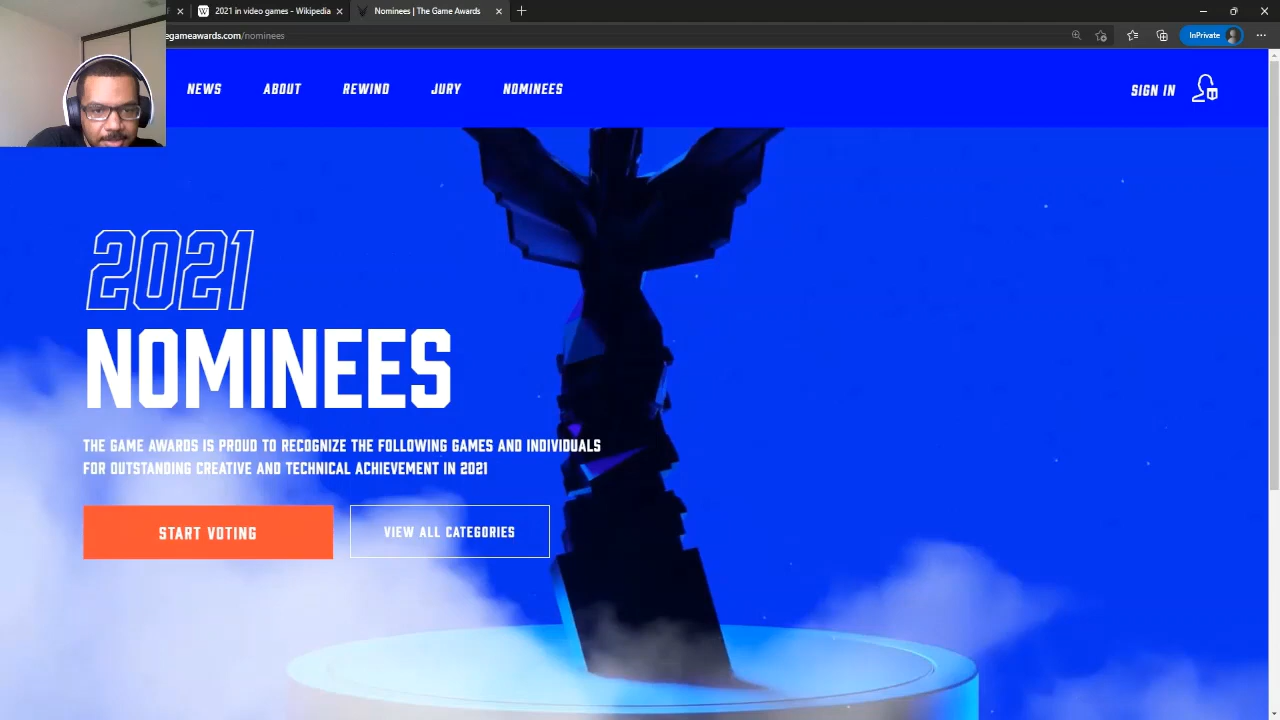 2021 in video games - Wikipedia
Nominees | The Game Awards
egameawards.com/nominees
InPrivate
NEWS
ABOUT
REWIND
JURY
NOMINEES
SIGN IN
2021
NOMINEES
THE GAME AWARDS IS PROUD TO RECOGNIZE THE FOLLOWING GAMES AND INDIVIDUALS
FOR OUTSTANDING CREATIVE AND TECHNICAL ACHIEVEMENT IN 2021
START VOTING
VIEW ALL CATEGORIES